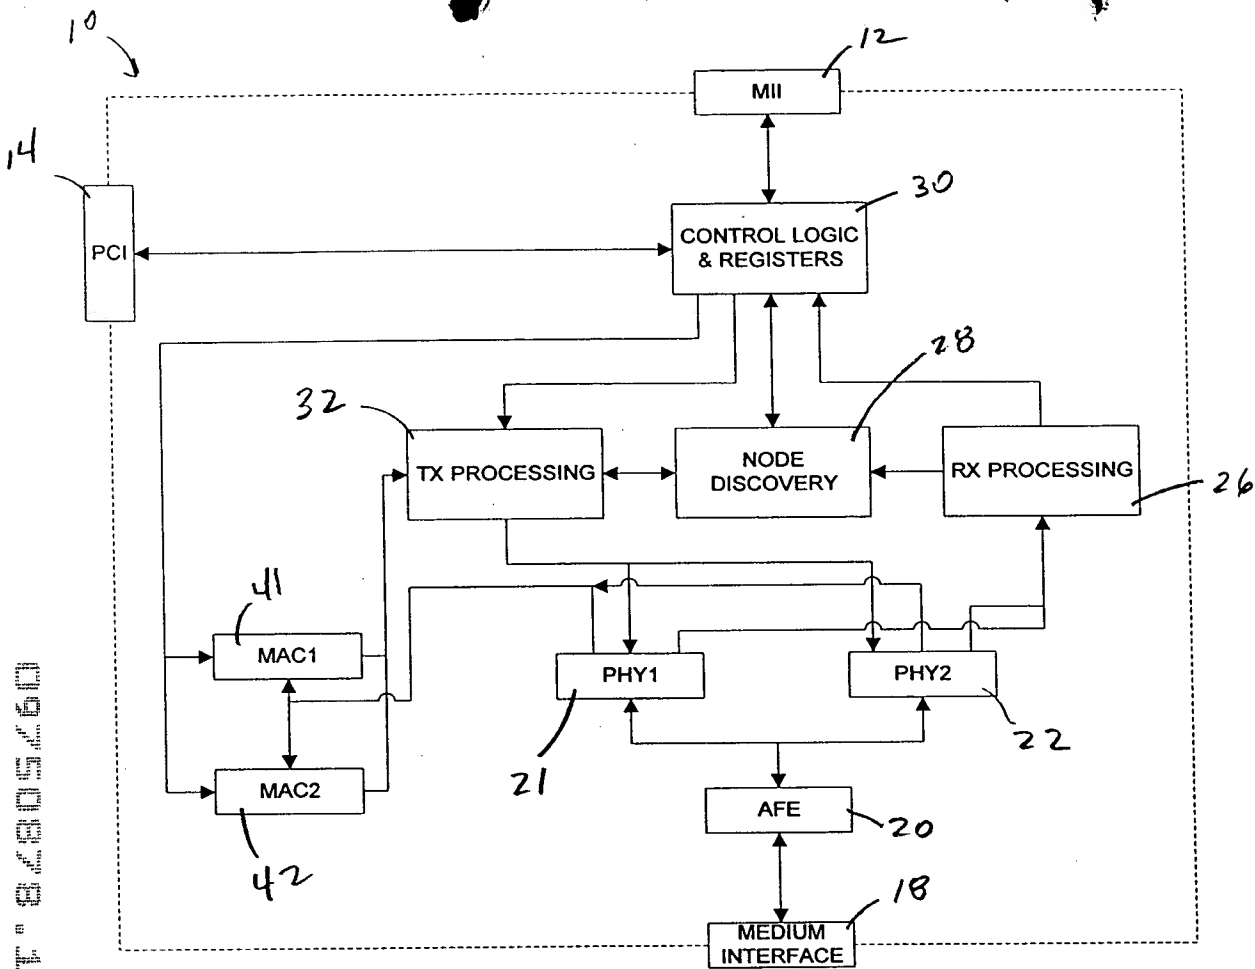 10
12
MII
14
PCI
30
CONTROL LOGIC
& REGISTERS
28
32
TX PROCESSING
NODE
DISCOVERY
RX PROCESSING
26
41
MAC1
PHY1
PHY2
21
22
MAC2
42
AFE
20
18
MEDIUM
INTERFACE